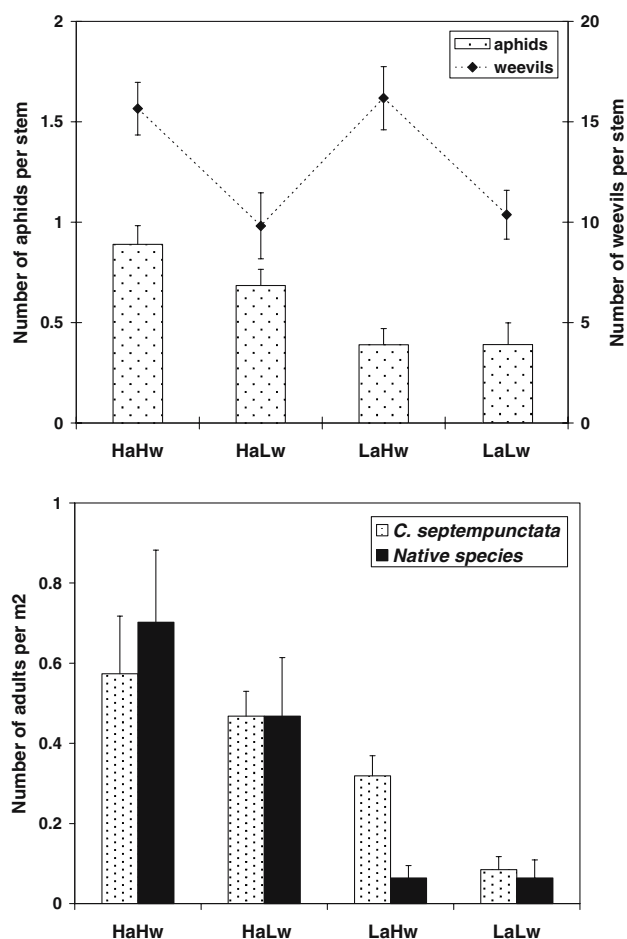 2
1.5
1
0.5
0
Number of aphids per stem
20
15
10
5
0
Number of weevils per stem
aphids
weevils
HaHw HaLw LaHw LaLw
1
0.8
0.6
0.4
0.2
0
Number of adults per m2
C. septempunctata
Native species
HaHw HaLw LaHw LaLw